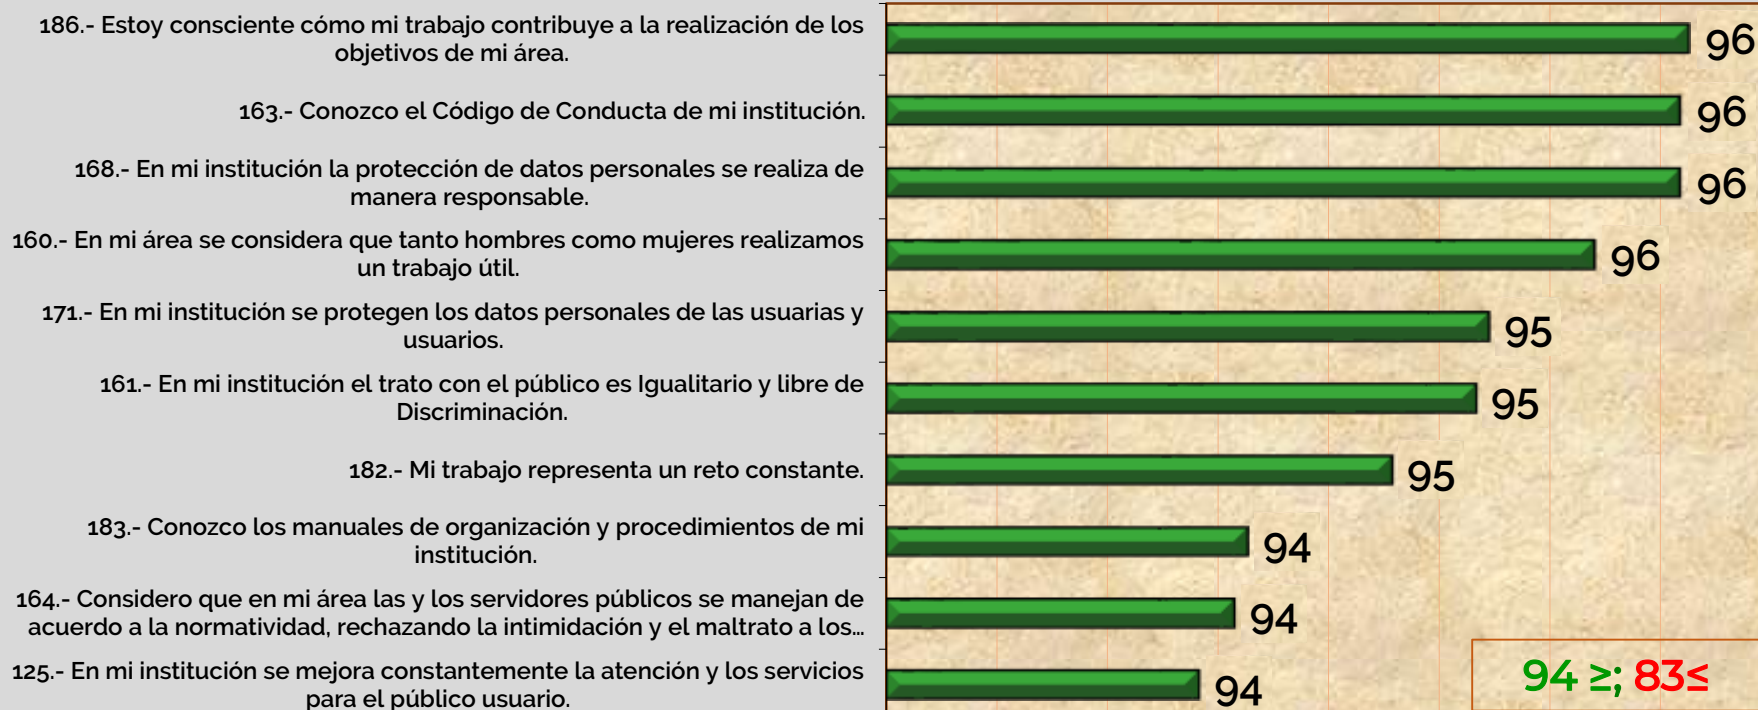 186.- Estoy consciente cómo mi trabajo contribuye a la realización de los
objetivos de mi área.
96
163.- Conozco el Código de Conducta de mi institución.
96
168.- En mi institución la protección de datos personales se realiza de
manera responsable.
96
160.- En mi área se considera que tanto hombres como mujeres realizamos
un trabajo útil.
96
171.- En mi institución se protegen los datos personales de las usuarias y
usuarios.
95
161.- En mi institución el trato con el público es Igualitario y libre de
Discriminación.
95
182.- Mi trabajo representa un reto constante.
95
183.- Conozco los manuales de organización y procedimientos de mi
institución.
94
164.- Considero que en mi área las y los servidores públicos se manejan de
acuerdo a la normatividad, rechazando la intimidación y el maltrato a los...
94
125.- En mi institución se mejora constantemente la atención y los servicios
para el público usuario.
94
94 ≥; 83≤